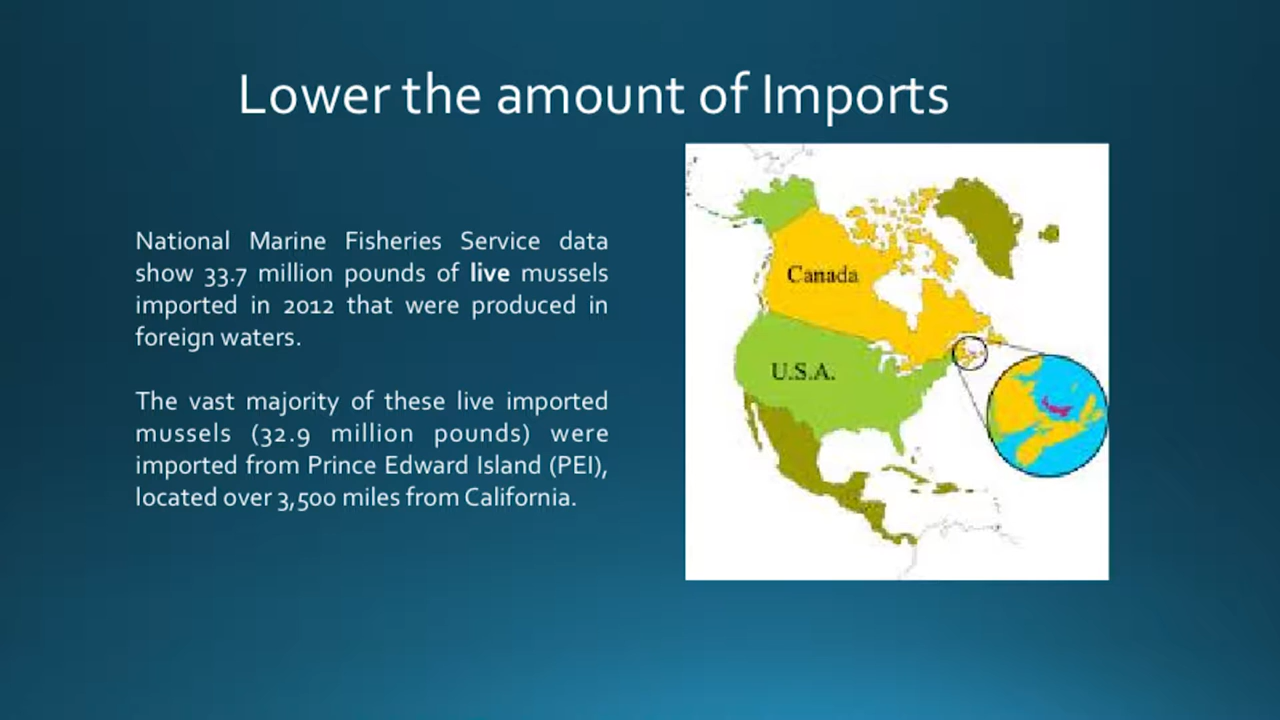 Lower the amount of Imports
National Marine Fisheries Service data
show 33.7 million pounds of live mussels
imported in 2012 that were produced in
foreign waters.
The vast majority of these live imported
mussels (32.9 million pounds) were
imported from Prince Edward Island (PEI),
located over 3,500 miles from California.
Canada
U.S.A.